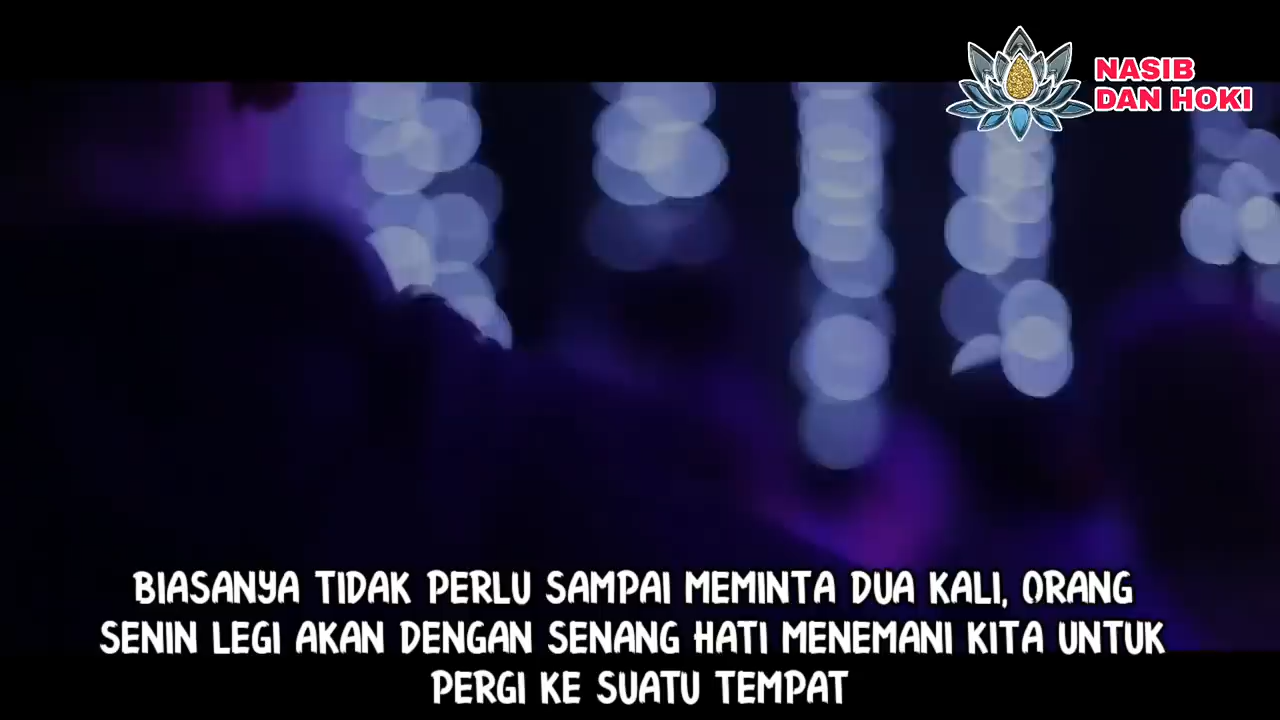 NASIB
DAN HOKI
BIASANYA TIDAK PERLU SAMPAI MEMINTA DUA KALI, ORANG
SENIN LEGI AKAN DENGAN SENANG HATI MENEMANI KITA UNTUK
PERGI KE SUATU TEMPAT